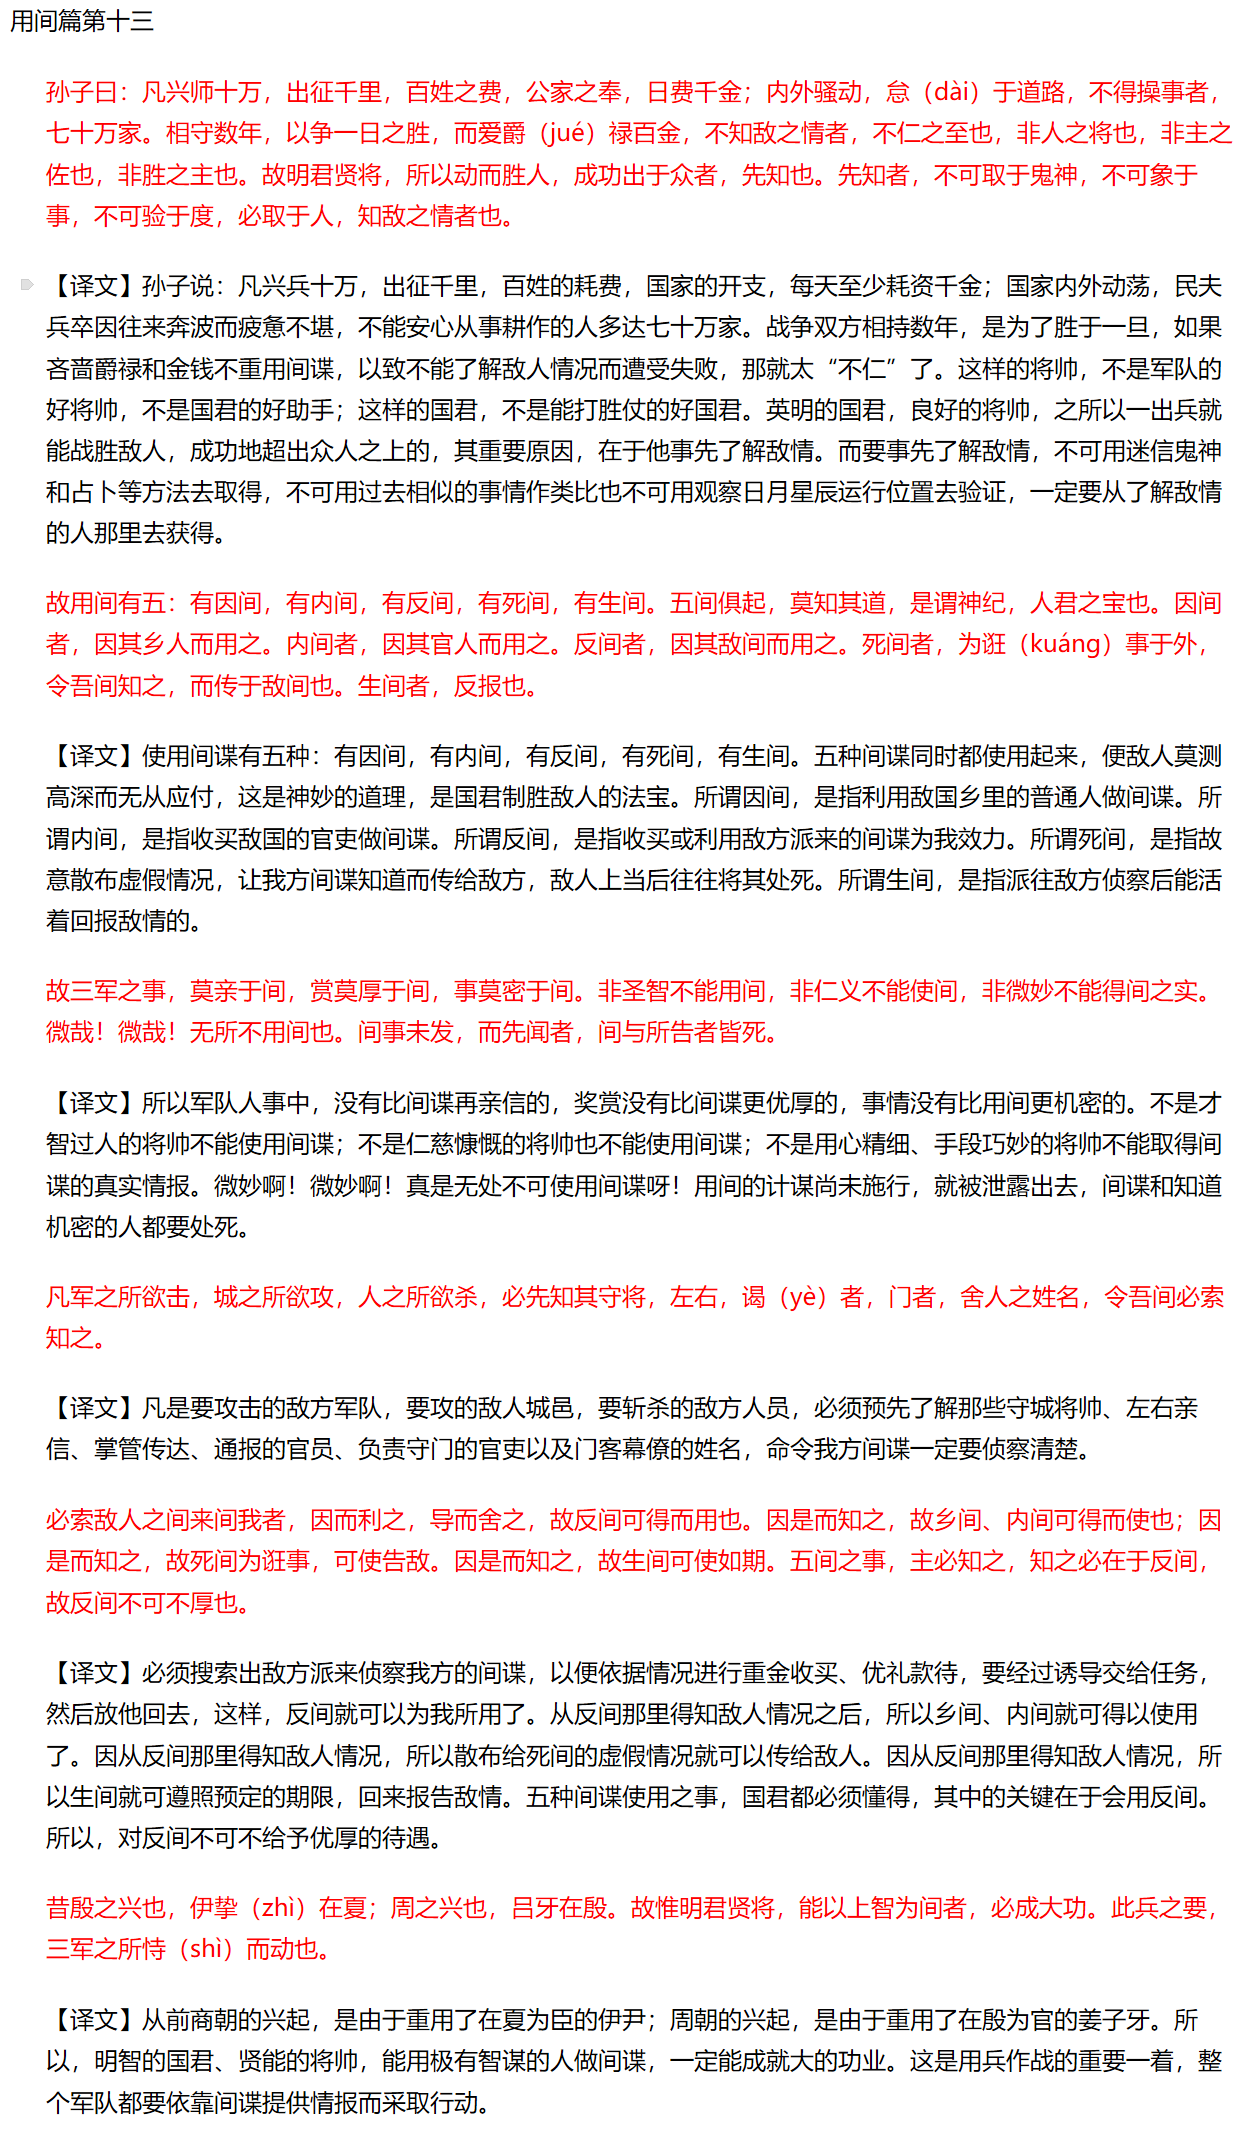 用间篇第十三
孙子曰：凡兴师十万，出征千里，百姓之费，公家之奉，日费千金；内外骚动，怠（dài）于道路，不得操事者，
七十万家。相守数年，以争一日之胜，而爱爵（jué）禄百金，不知敌之情者，不仁之至也，非人之将也，非主之
佐也，非胜之主也。故明君贤将，所以动而胜人，成功出于众者，先知也。先知者，不可取于鬼神，不可象于
事，不可验于度，必取于人，知敌之情者也。
【译文】孙子说：凡兴兵十万，出征千里，百姓的耗费，国家的开支，每天至少耗资千金；国家内外动荡，民夫
兵卒因往来奔波而疲惫不堪，不能安心从事耕作的人多达七十万家。战争双方相持数年，是为了胜于一旦，如果
吝啬爵禄和金钱不重用间谍，以致不能了解敌人情况而遭受失败，那就太“不仁”了。这样的将帅，不是军队的
好将帅，不是国君的好助手；这样的国君，不是能打胜仗的好国君。英明的国君，良好的将帅，之所以一出兵就
能战胜敌人，成功地超出众人之上的，其重要原因，在于他事先了解敌情。而要事先了解敌情，不可用迷信鬼神
和占卜等方法去取得，不可用过去相似的事情作类比也不可用观察日月星辰运行位置去验证，一定要从了解敌情
的人那里去获得。
故用间有五：有因间，有内间，有反间，有死间，有生间。五间俱起，莫知其道，是谓神纪，人君之宝也。因间
者，因其乡人而用之。内间者，因其官人而用之。反间者，因其敌间而用之。死间者，为诳（kuáng）事于外，
令吾间知之，而传于敌间也。生间者，反报也。
【译文】使用间谍有五种：有因间，有内间，有反间，有死间，有生间。五种间谍同时都使用起来，便敌人莫测
高深而无从应付，这是神妙的道理，是国君制胜敌人的法宝。所谓因间，是指利用敌国乡里的普通人做间谍。所
谓内间，是指收买敌国的官吏做间谍。所谓反间，是指收买或利用敌方派来的间谍为我效力。所谓死间，是指故
意散布虚假情况，让我方间谍知道而传给敌方，敌人上当后往往将其处死。所谓生间，是指派往敌方侦察后能活
着回报敌情的。
故三军之事，莫亲于间，赏莫厚于间，事莫密于间。非圣智不能用间，非仁义不能使间，非微妙不能得间之实。
微哉！微哉！无所不用间也。间事未发，而先闻者，间与所告者皆死。
【译文】所以军队人事中，没有比间谍再亲信的，奖赏没有比间谍更优厚的，事情没有比用间更机密的。不是才
智过人的将帅不能使用间谍；不是仁慈慷慨的将帅也不能使用间谍；不是用心精细、手段巧妙的将帅不能取得间
谍的真实情报。微妙啊！微妙啊！真是无处不可使用间谍呀！用间的计谋尚未施行，就被泄露出去，间谍和知道
机密的人都要处死。
凡军之所欲击，城之所欲攻，人之所欲杀，必先知其守将，左右，谒（yè）者，门者，舍人之姓名，令吾间必索
知之。
【译文】凡是要攻击的敌方军队，要攻的敌人城邑，要斩杀的敌方人员，必须预先了解那些守城将帅、左右亲
信、掌管传达、通报的官员、负责守门的官吏以及门客幕僚的姓名，命令我方间谍一定要侦察清楚。
必索敌人之间来间我者，因而利之，导而舍之，故反间可得而用也。因是而知之，故乡间、内间可得而使也；因
是而知之，故死间为诳事，可使告敌。因是而知之，故生间可使如期。五间之事，主必知之，知之必在于反间，
故反间不可不厚也。
【译文】必须搜索出敌方派来侦察我方的间谍，以便依据情况进行重金收买、优礼款待，要经过诱导交给任务，
然后放他回去，这样，反间就可以为我所用了。从反间那里得知敌人情况之后，所以乡间、内间就可得以使用
了。因从反间那里得知敌人情况，所以散布给死间的虚假情况就可以传给敌人。因从反间那里得知敌人情况，所
以生间就可遵照预定的期限，回来报告敌情。五种间谍使用之事，国君都必须懂得，其中的关键在于会用反间。
所以，对反间不可不给予优厚的待遇。
昔殷之兴也，伊挚（zhì）在夏；周之兴也，吕牙在殷。故惟明君贤将，能以上智为间者，必成大功。此兵之要，
三军之所恃（shì）而动也。
【译文】从前商朝的兴起，是由于重用了在夏为臣的伊尹；周朝的兴起，是由于重用了在殷为官的姜子牙。所
以，明智的国君、贤能的将帅，能用极有智谋的人做间谍，一定能成就大的功业。这是用兵作战的重要一着，整
个军队都要依靠间谍提供情报而采取行动。